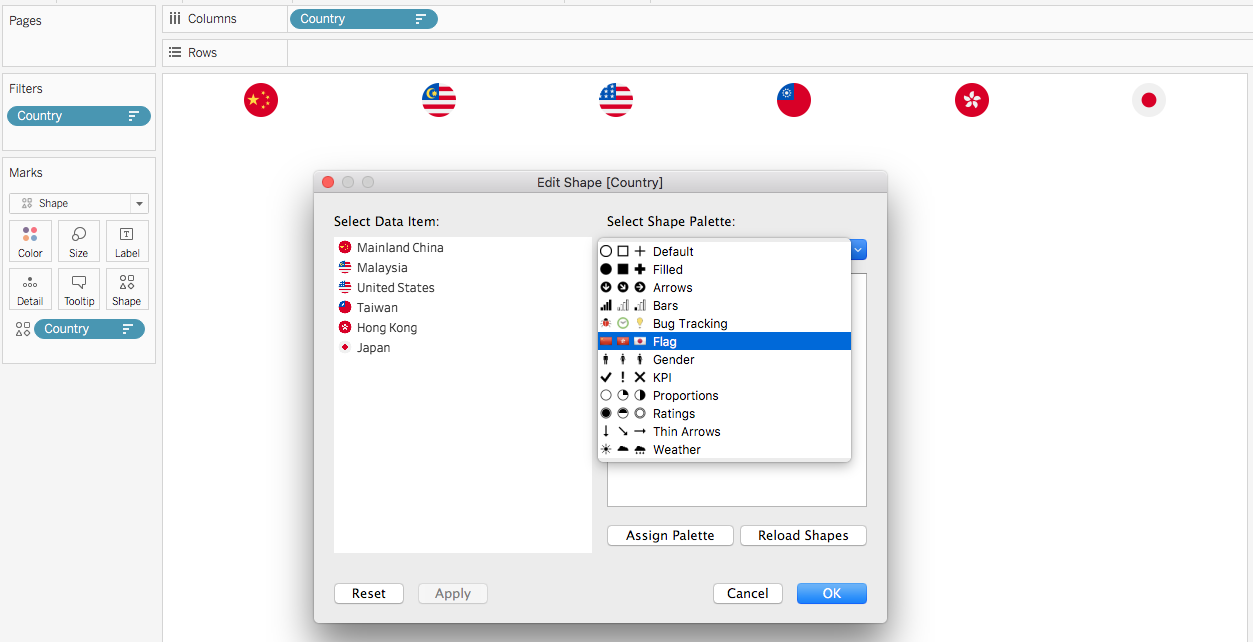 Pages
Columns
Country
Rows
Filters
Country
Marks
Shape
Color
Size
Label
Detail
Tooltip
Shape
Country
Edit Shape [Country]
Select Data Item:
Mainland China
Malaysia
United States
Taiwan
Hong Kong
Japan
Select Shape Palette:
Default
Filled
Arrows
Bars
Bug Tracking
Flag
Gender
KPI
Proportions
Ratings
Thin Arrows
Weather
Assign Palette
Reload Shapes
Reset
Apply
Cancel
OK